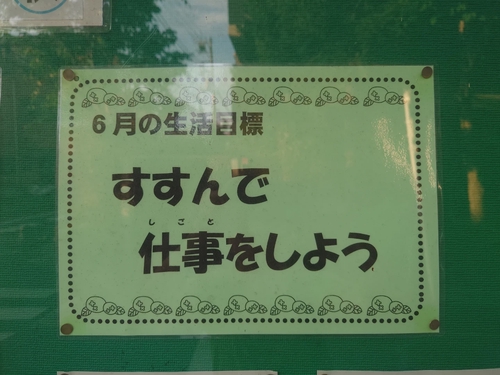 6月の生活目標
すすんで
しごと
仕事をしよう